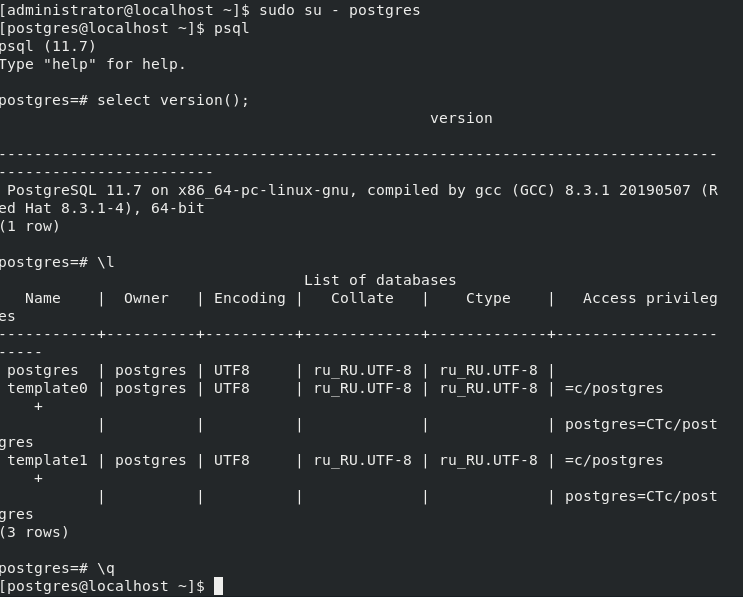 [administrator@localhost ~]$ sudo su - postgres
[postgres@localhost ~]$ psql
psql (11.7)
Type "help" for help.

postgres=# select version();
                                                version

--------------------------------------------------------------------------------
------------------------
 PostgreSQL 11.7 on x86_64-pc-linux-gnu, compiled by gcc (GCC) 8.3.1 20190507 (R
ed Hat 8.3.1-4), 64-bit
(1 row)

postgres=# \l
                                  List of databases
   Name    |  Owner   | Encoding |   Collate   |    Ctype    |   Access privileg
es
-----------+----------+----------+-------------+-------------+------------------
-----
 postgres  | postgres | UTF8     | ru_RU.UTF-8 | ru_RU.UTF-8 |
 template0 | postgres | UTF8     | ru_RU.UTF-8 | ru_RU.UTF-8 | =c/postgres
    +
           |          |          |             |             | postgres=CTc/post
gres
 template1 | postgres | UTF8     | ru_RU.UTF-8 | ru_RU.UTF-8 | =c/postgres
    +
           |          |          |             |             | postgres=CTc/post
gres
(3 rows)

postgres=# \q
[postgres@localhost ~]$